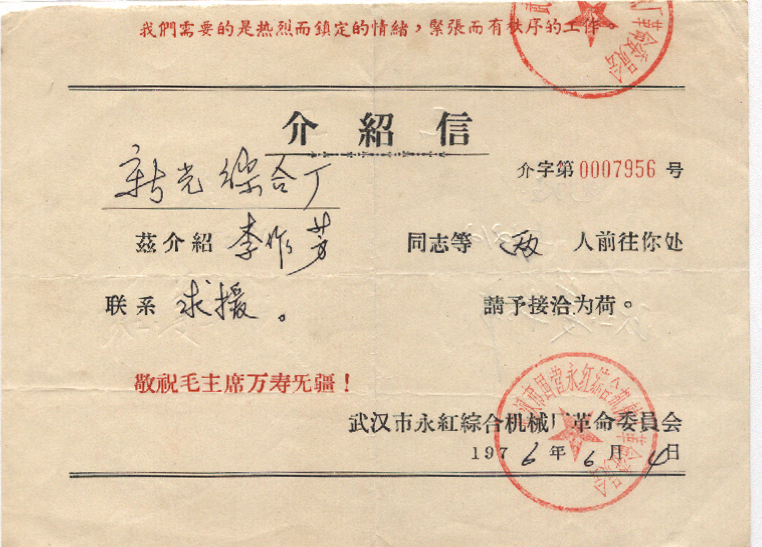 我們需要的是热烈而鎮定的情緒，緊張而有秩序的工作。
介紹信
新光综合厂
介字第0007956号
茲介紹 李作芳 同志等 两 人前往你处
联系 求援 。 請予接洽为荷。
敬祝毛主席万寿旡疆！
武汉市永紅綜合机械厂革命委員会
1976年6月4日